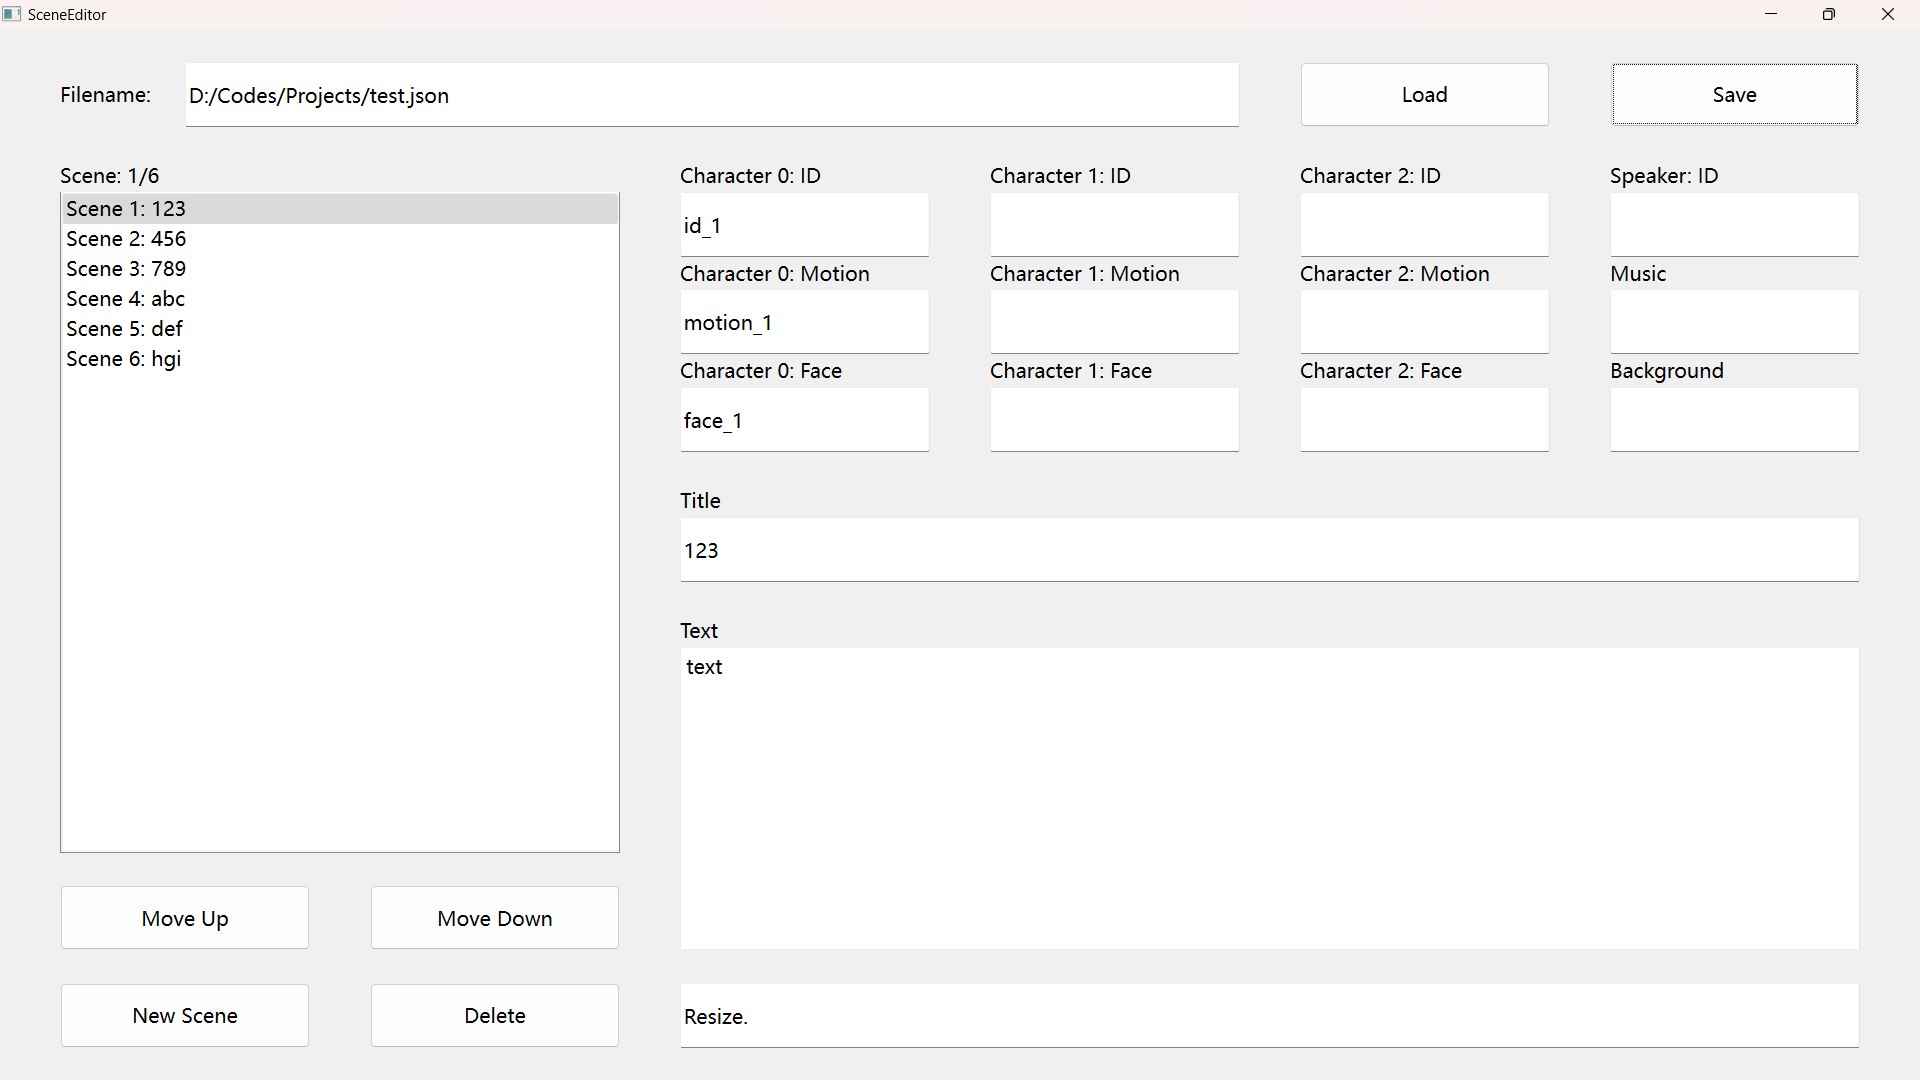 SceneEditor
Filename:
D:/Codes/Projects/test.json
Load
Save
Scene: 1/6
Scene 1: 123
Scene 2: 456
Scene 3: 789
Scene 4: abc
Scene 5: def
Scene 6: hgi
Move Up
Move Down
New Scene
Delete
Character 0: ID
id_1
Character 0: Motion
motion_1
Character 0: Face
face_1
Character 1: ID
Character 1: Motion
Character 1: Face
Character 2: ID
Character 2: Motion
Character 2: Face
Speaker: ID
Music
Background
Title
123
Text
text
Resize.